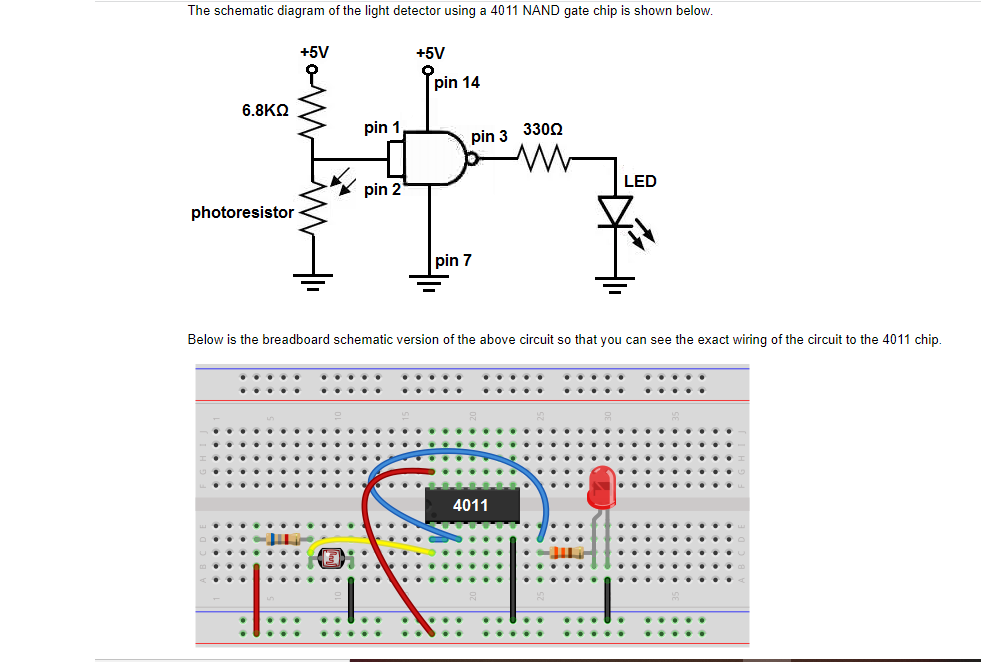 The schematic diagram of the light detector using a 4011 NAND gate chip is shown below.
+5V +5V
pin 14
6.8KΩ
pin 1 pin 3 330Ω
pin 2 LED
photoresistor
pin 7
Below is the breadboard schematic version of the above circuit so that you can see the exact wiring of the circuit to the 4011 chip.
1 5 10 15 20 25 30 35
J J
I I
H H
G G
F F
4011
E E
D D
C C
B B
A A
1 5 10 20 25 35